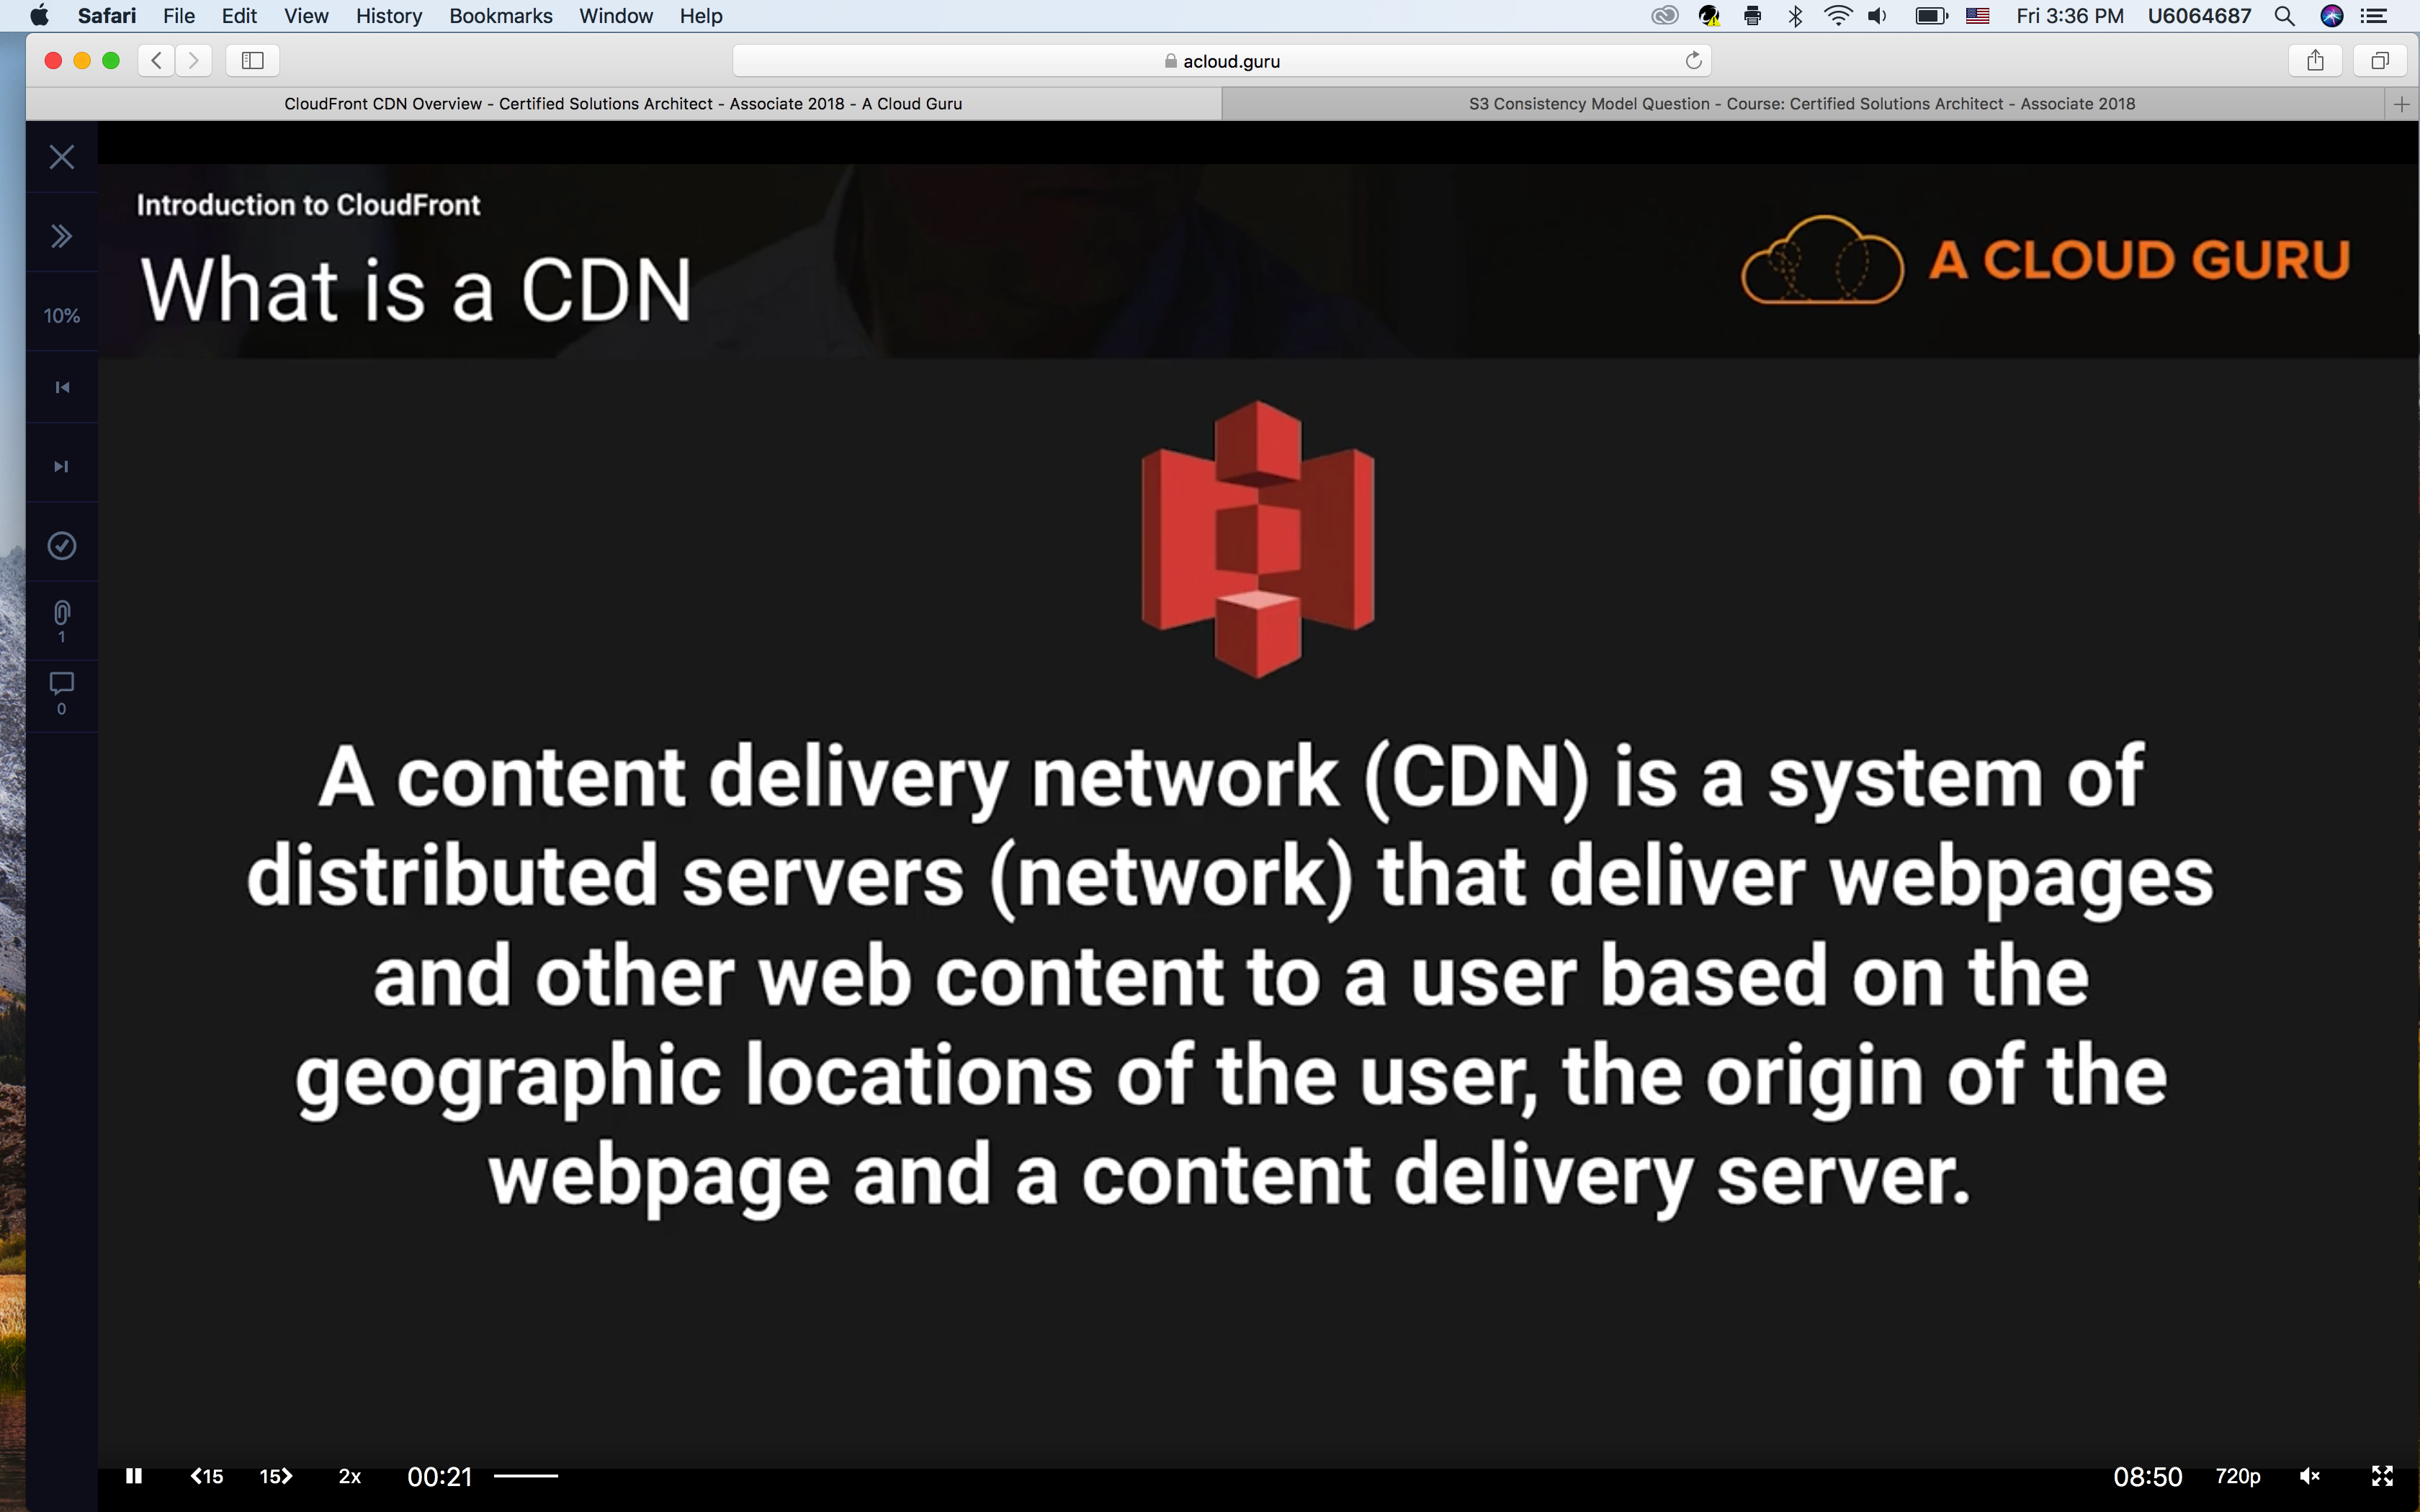 Safari File Edit View History Bookmarks Window Help Fri 3:36 PM U6064687
acloud.guru
CloudFront CDN Overview - Certified Solutions Architect - Associate 2018 - A Cloud Guru
S3 Consistency Model Question - Course: Certified Solutions Architect - Associate 2018
Introduction to CloudFront
What is a CDN
A CLOUD GURU
10%
1
0
A content delivery network (CDN) is a system of
distributed servers (network) that deliver webpages
and other web content to a user based on the
geographic locations of the user, the origin of the
webpage and a content delivery server.
15 15 2x 00:21 08:50 720p